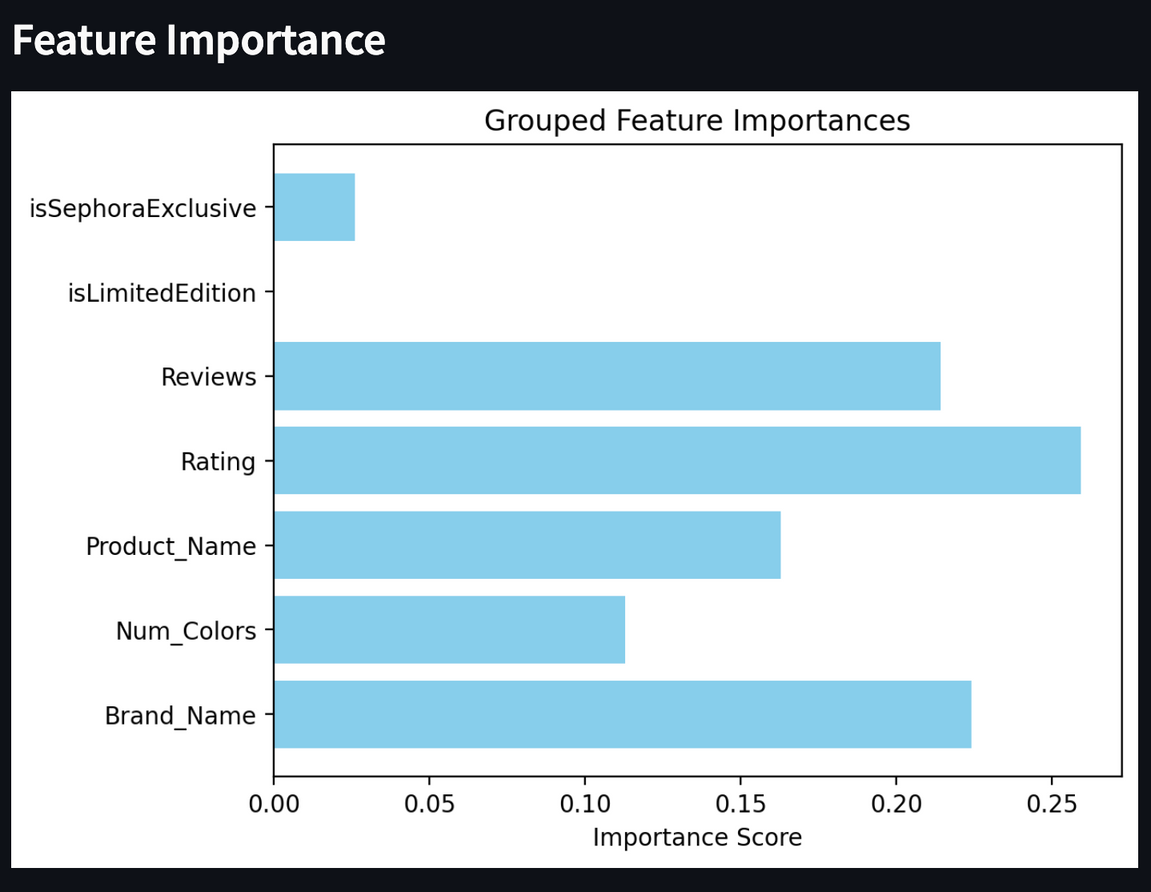 Feature Importance
Grouped Feature Importances
isSephoraExclusive
isLimitedEdition
Reviews
Rating
Product_Name
Num_Colors
Brand_Name
0.00 0.05 0.10 0.15 0.20 0.25
Importance Score